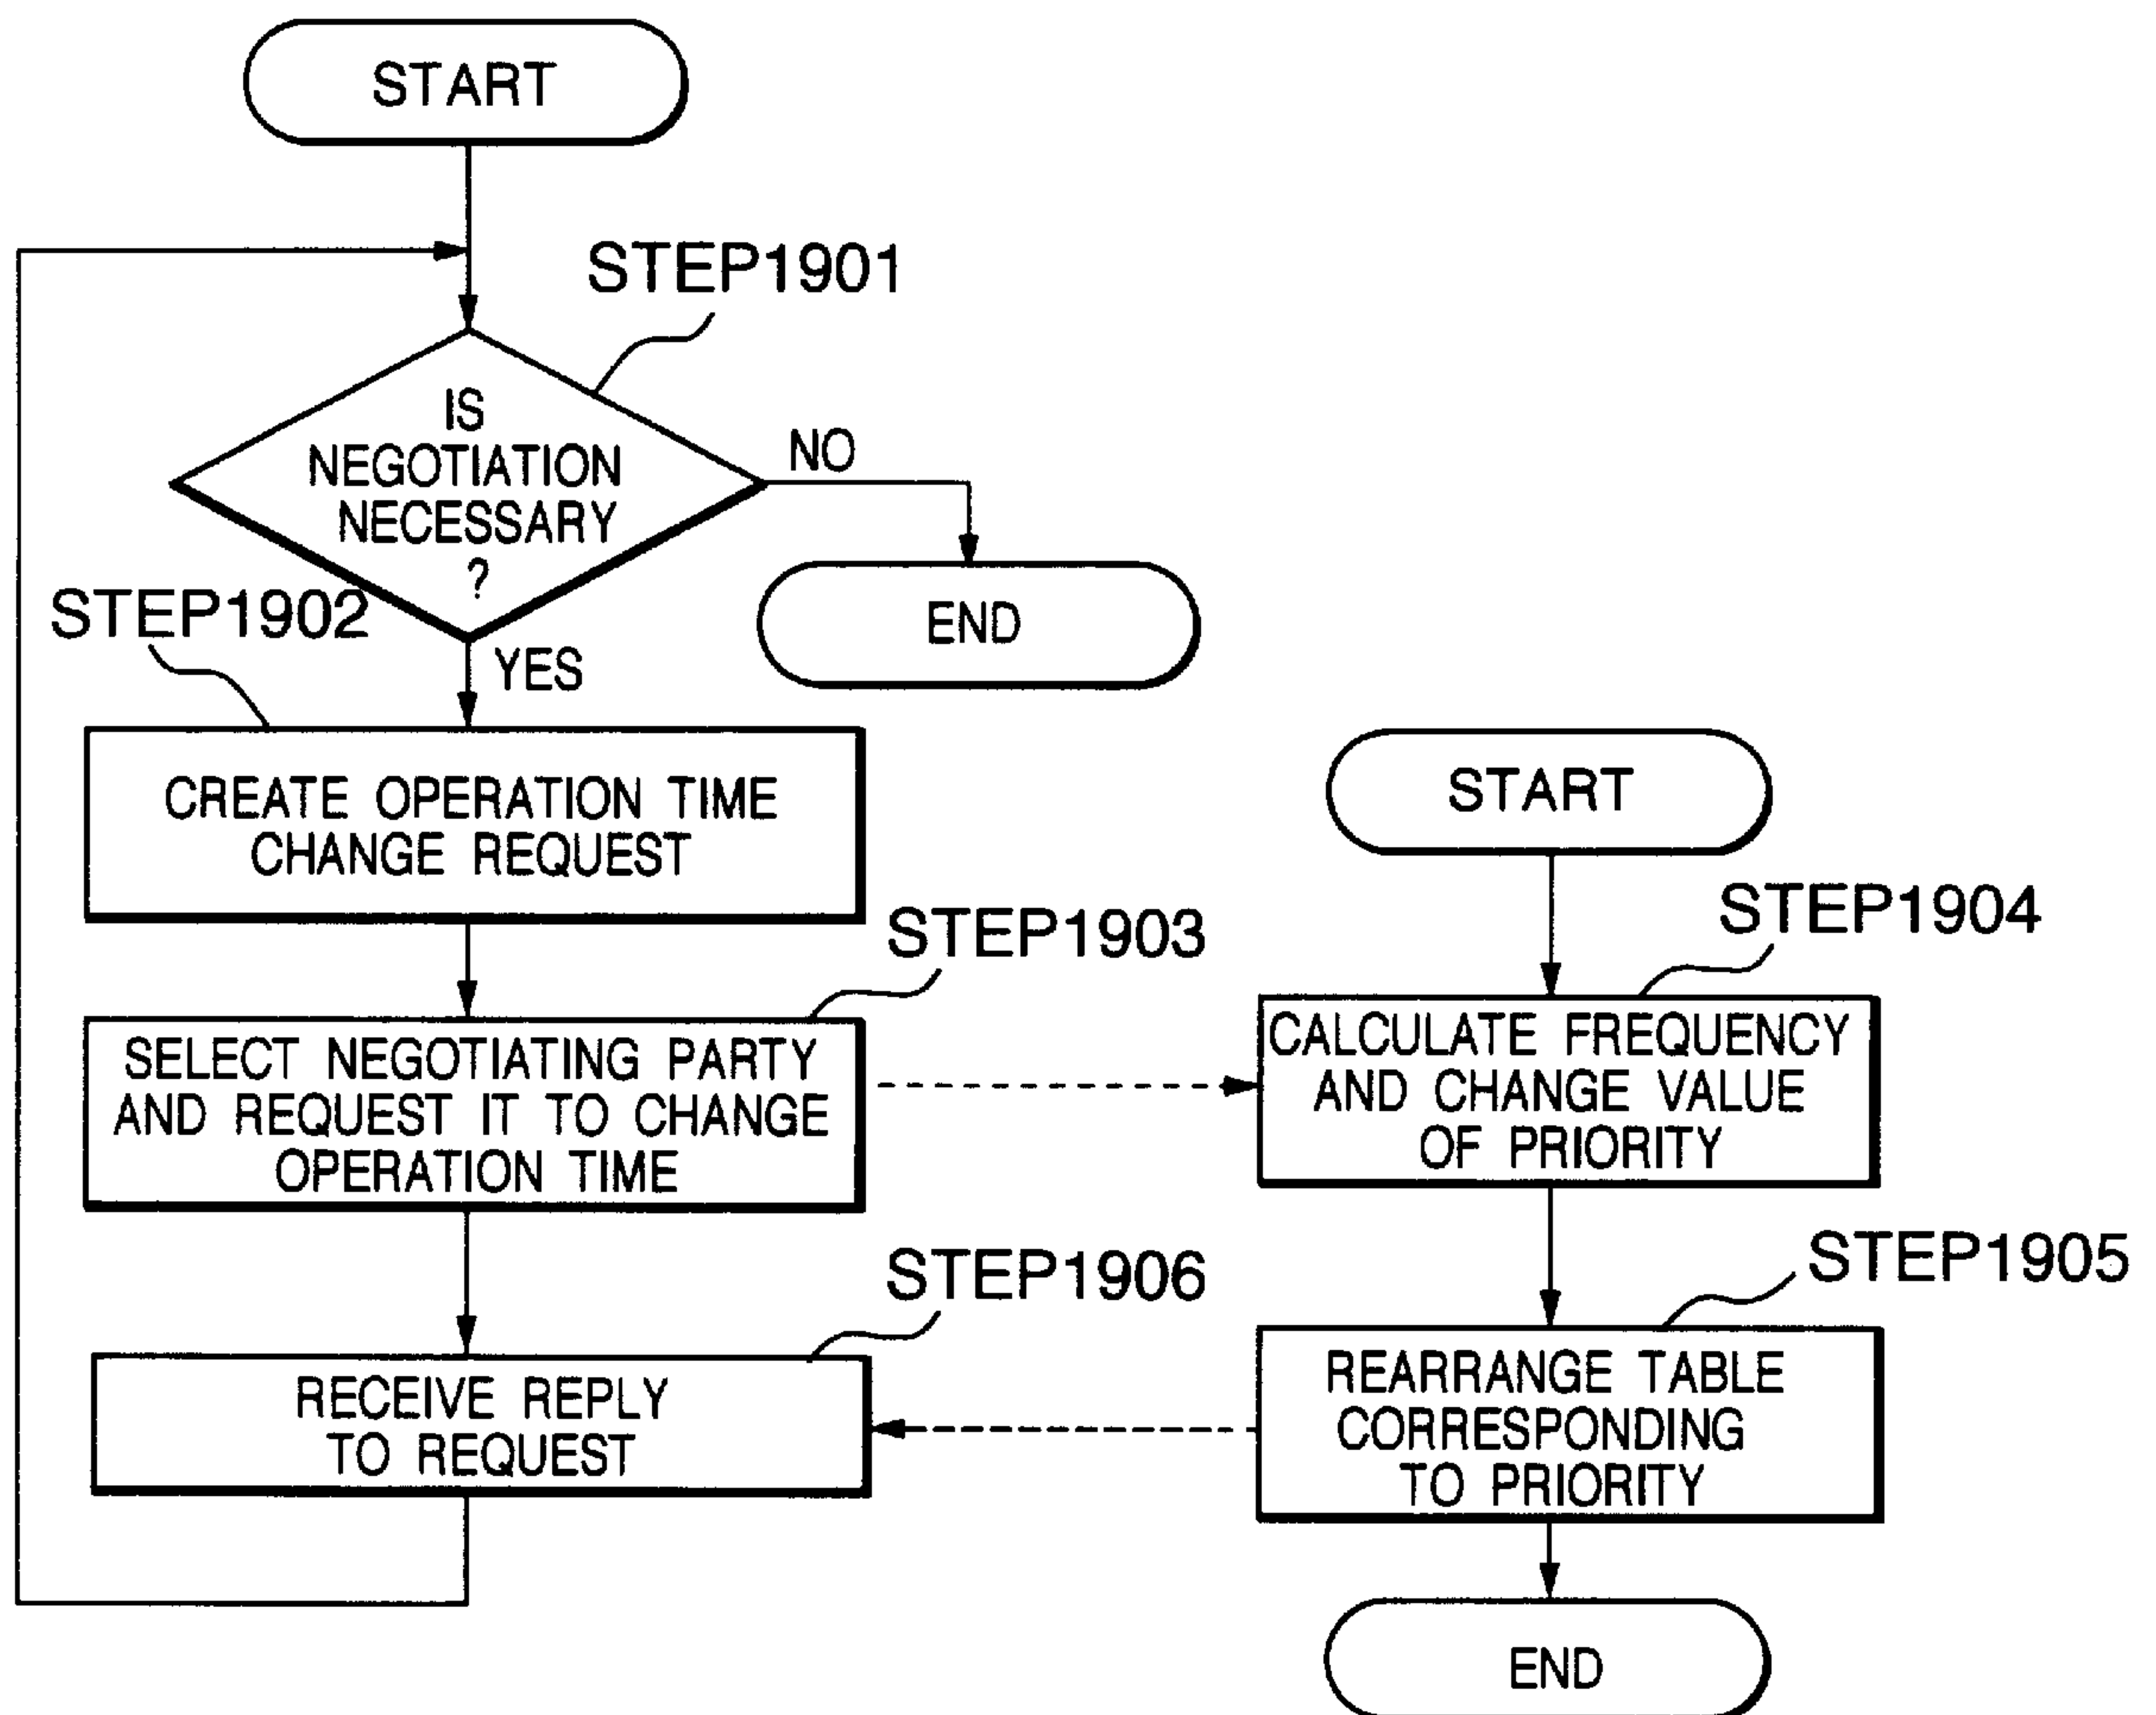 START
STEP1901
IS
NEGOTIATION
NECESSARY
?
NO
END
STEP1902
YES
CREATE OPERATION TIME
CHANGE REQUEST
STEP1903
SELECT NEGOTIATING PARTY
AND REQUEST IT TO CHANGE
OPERATION TIME
STEP1906
RECEIVE REPLY
TO REQUEST
START
STEP1904
CALCULATE FREQUENCY
AND CHANGE VALUE
OF PRIORITY
STEP1905
REARRANGE TABLE
CORRESPONDING
TO PRIORITY
END